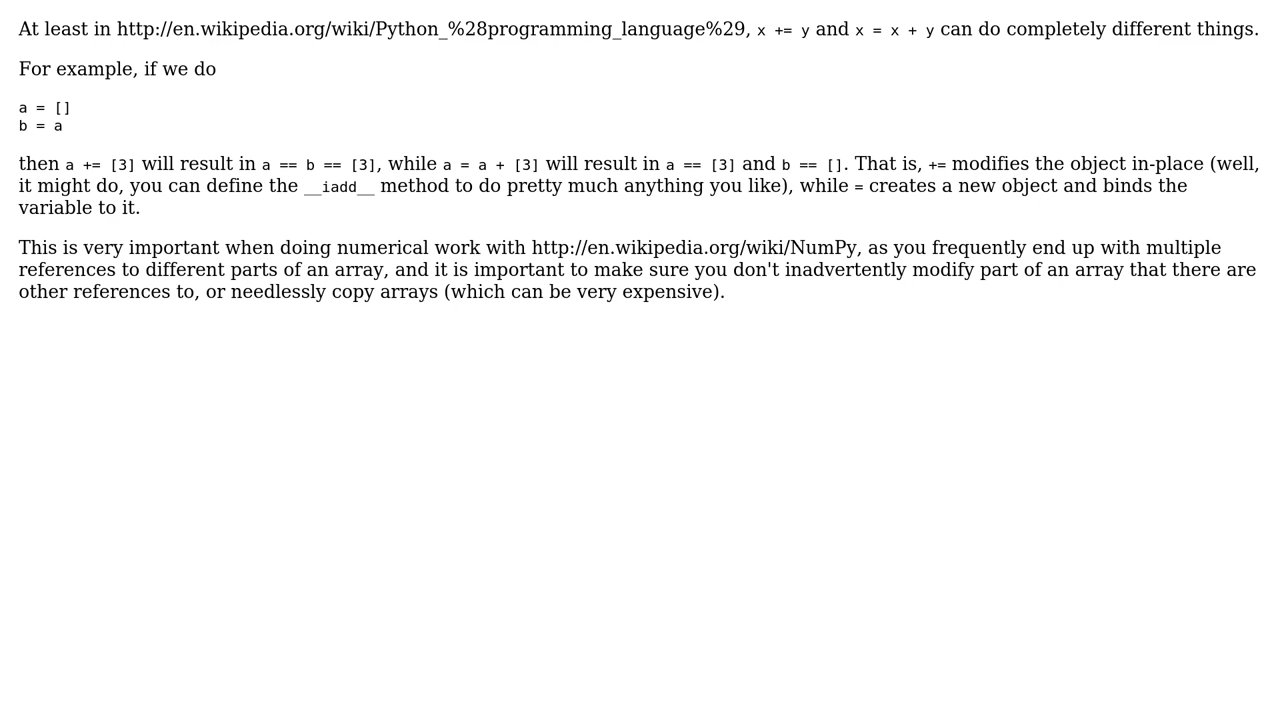 At least in http://en.wikipedia.org/wiki/Python_%28programming_language%29, x += y and x = x + y can do completely different things.
For example, if we do
a = []
b = a
then a += [3] will result in a == b == [3], while a = a + [3] will result in a == [3] and b == []. That is, += modifies the object in-place (well,
it might do, you can define the __iadd__ method to do pretty much anything you like), while = creates a new object and binds the
variable to it.
This is very important when doing numerical work with http://en.wikipedia.org/wiki/NumPy, as you frequently end up with multiple
references to different parts of an array, and it is important to make sure you don't inadvertently modify part of an array that there are
other references to, or needlessly copy arrays (which can be very expensive).